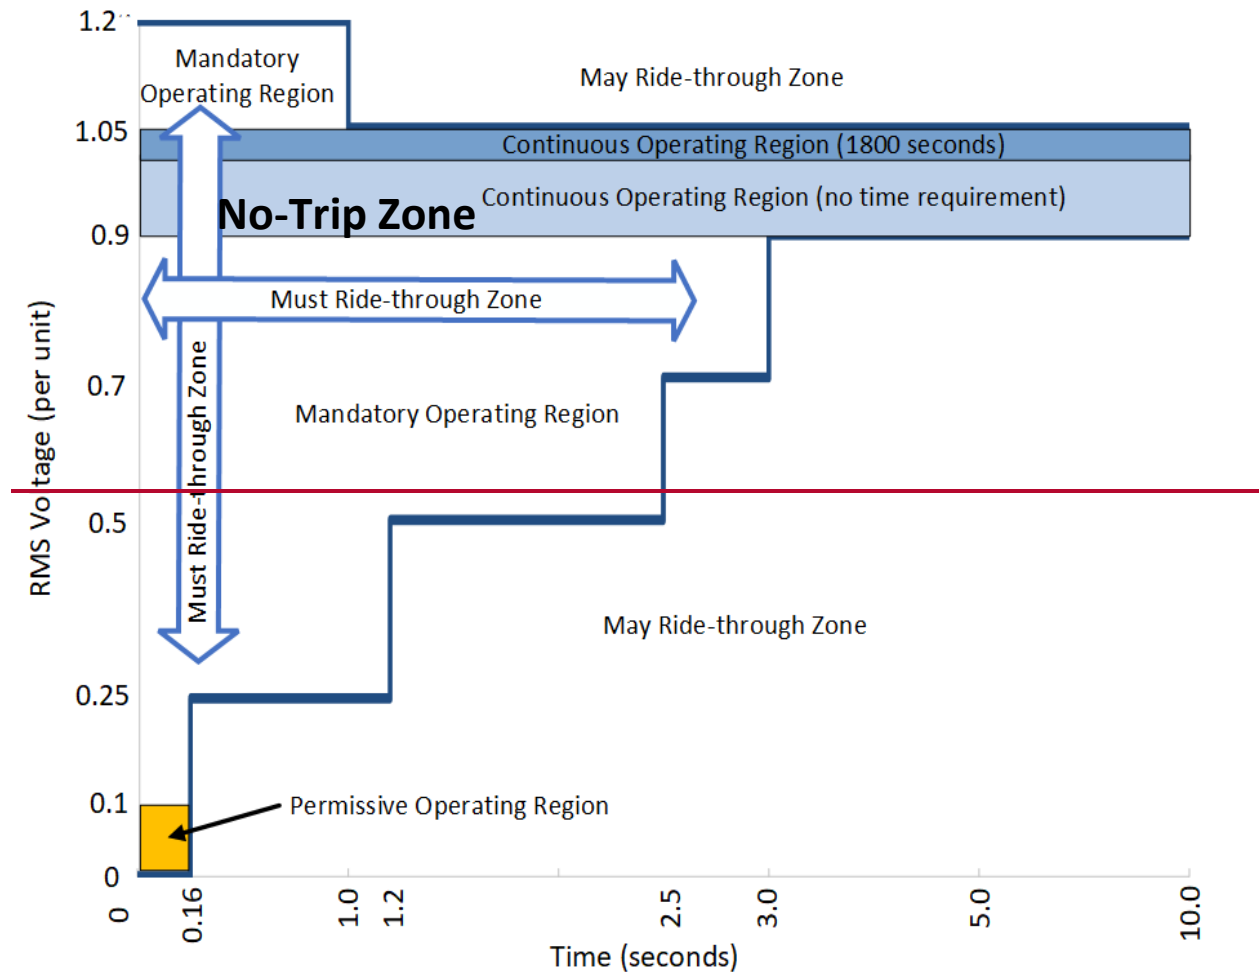 1.2
Mandatory
Operating Region
May Ride-through Zone
1.05
Continuous Operating Region (1800 seconds)
Continuous Operating Region (no time requirement)
No-Trip Zone
0.9
Must Ride-through Zone
Must Ride-through Zone
RMS Voltage (per unit)
0.7
Mandatory Operating Region
0.5
May Ride-through Zone
0.25
0.1
Permissive Operating Region
0
0 0.16 1.0 1.2 2.5 3.0 5.0 10.0
Time (seconds)